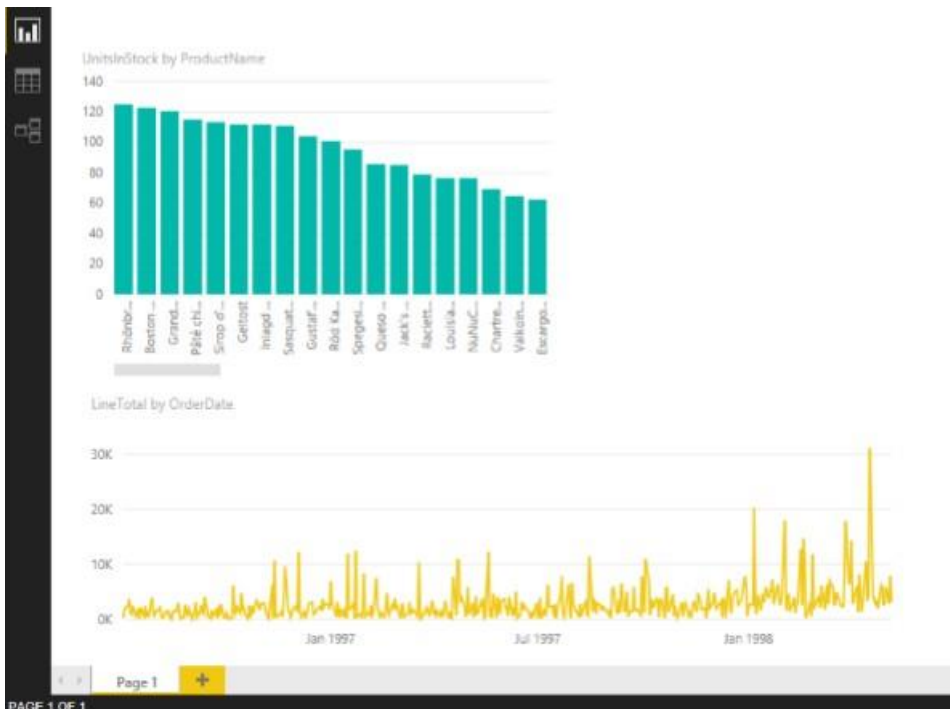 UnitsInStock by ProductName
140
120
100
80
60
40
20
0
Rhönbr...
Boston ...
Grand...
Pâté chi...
Sirop d'...
Geitost
Inlagd ...
Sasquat...
Gustaf'...
Röd Ka...
Spegesi...
Queso ...
Jack's ...
Raclett...
Louisia...
NuNuC...
Chartre...
Valkoin...
Escargo...
LineTotal by OrderDate
30K
20K
10K
0K
Jan 1997
Jul 1997
Jan 1998
Page 1
PAGE 1 OF 1